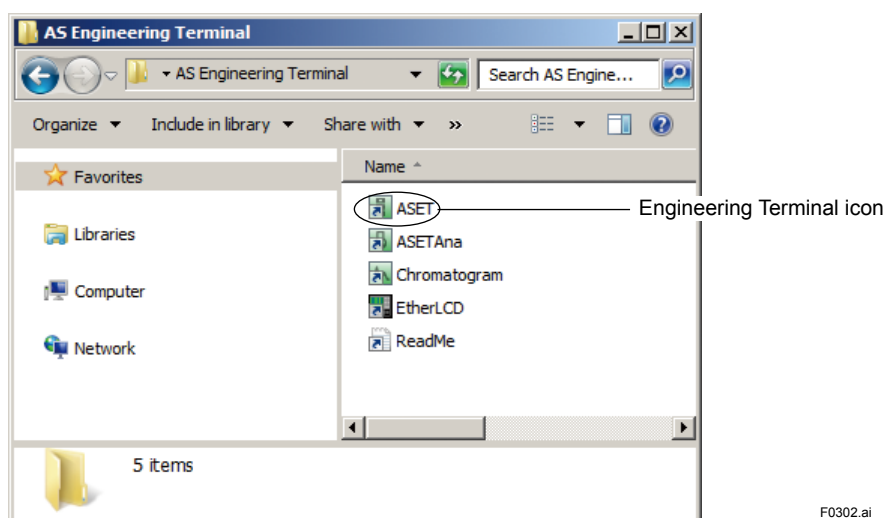 AS Engineering Terminal
AS Engineering Terminal
Search AS Engine...
Organize
Include in library
Share with
»
Favorites
Libraries
Computer
Network
Name
ASET
Engineering Terminal icon
ASETAna
Chromatogram
EtherLCD
ReadMe
5 items
F0302.ai